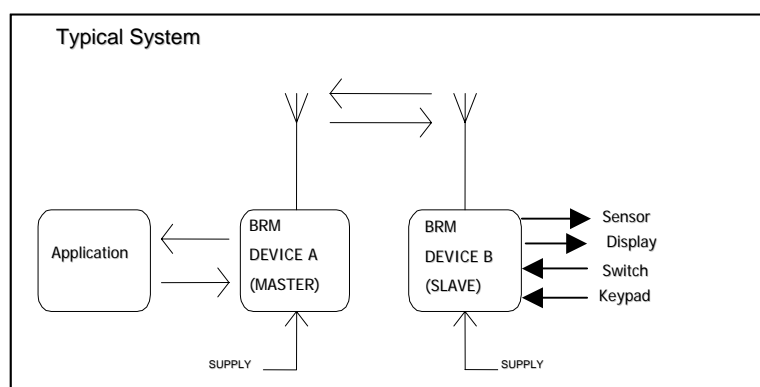 Typical System
Application
BRM
DEVICE A
(MASTER)
BRM
DEVICE B
(SLAVE)
Sensor
Display
Switch
Keypad
SUPPLY
SUPPLY